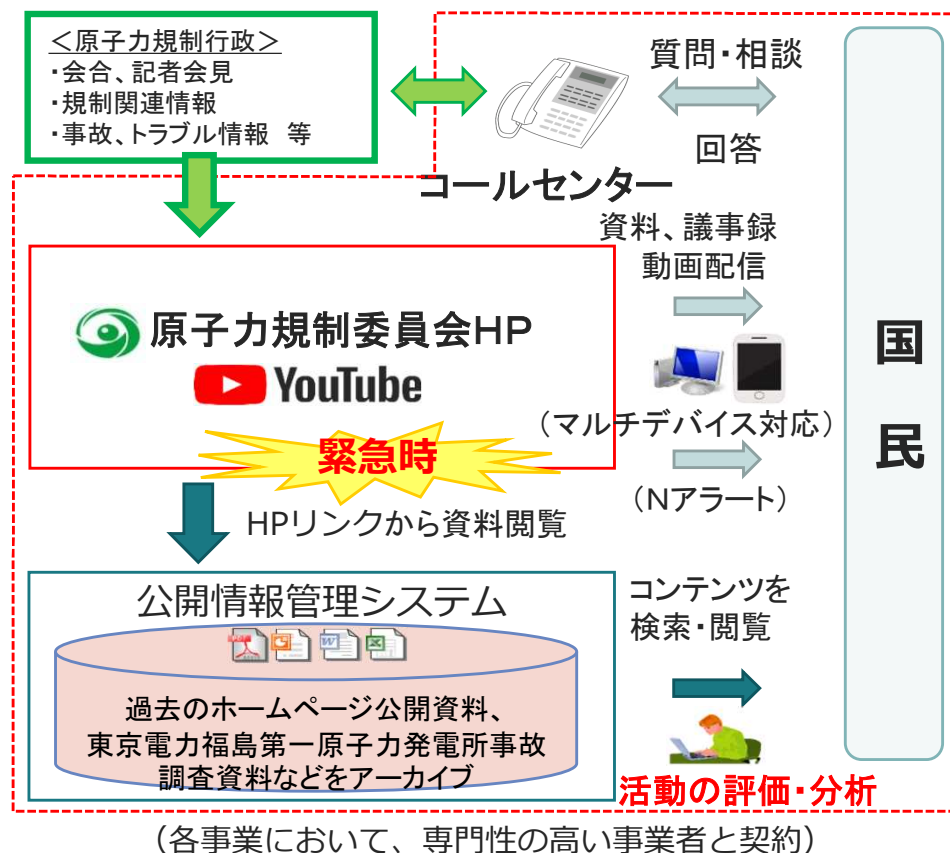 ＜原子力規制行政＞
・会合、記者会見
・規制関連情報
・事故、トラブル情報　等
質問・相談
回答
コールセンター
資料、議事録
動画配信
原子力規制委員会HP
YouTube
（マルチデバイス対応）
緊急時
（Nアラート）
国民
HPリンクから資料閲覧
公開情報管理システム
コンテンツを
検索・閲覧
過去のホームページ公開資料、
東京電力福島第一原子力発電所事故
調査資料などをアーカイブ
活動の評価・分析
（各事業において、専門性の高い事業者と契約）